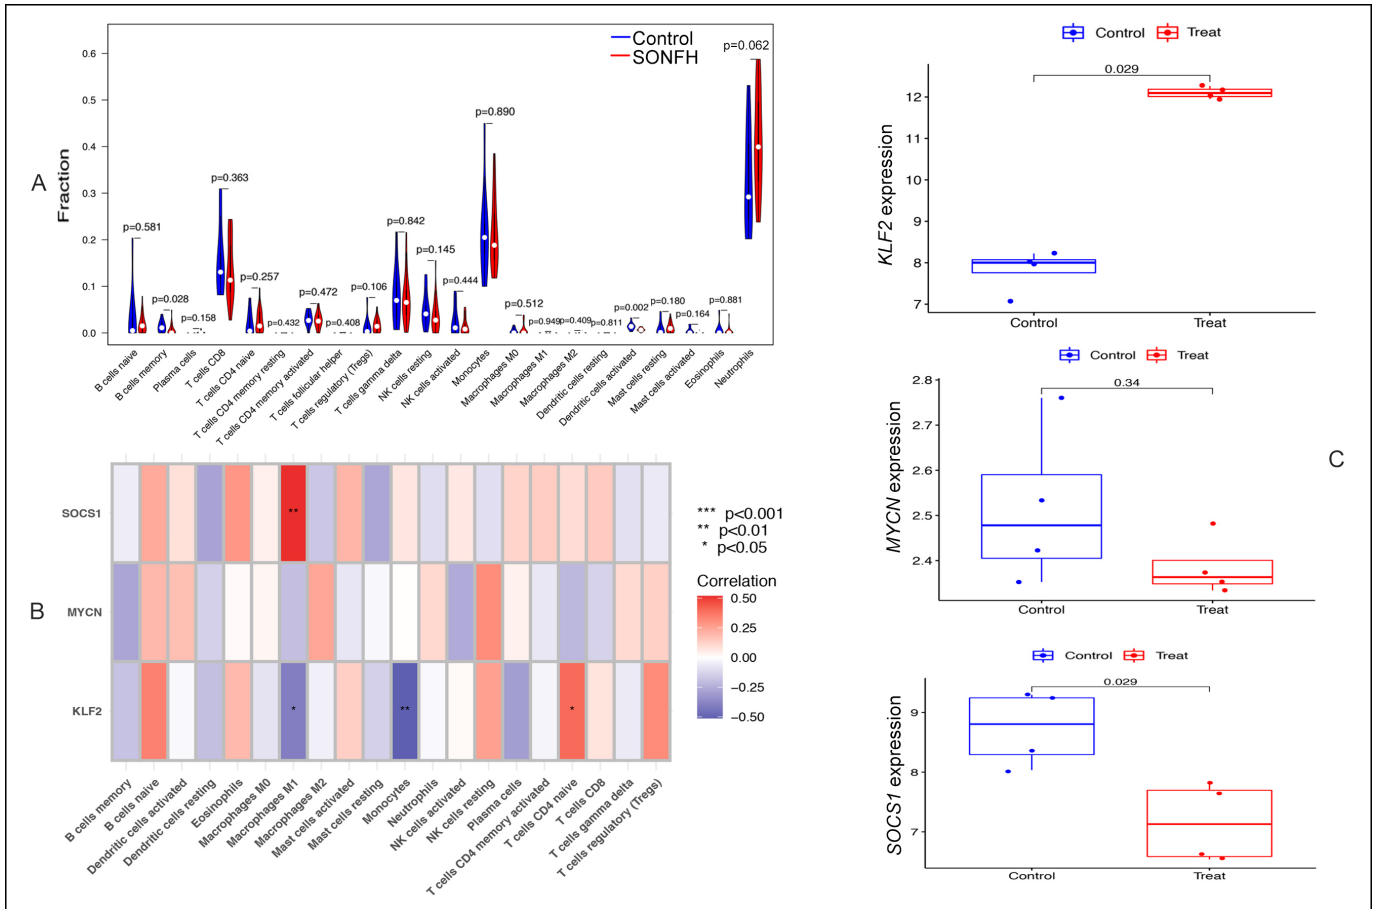 A
Fraction
0.6
0.5
0.4
0.3
0.2
0.1
0.0
Control
SONFH
p=0.581
p=0.028
p=0.158
p=0.363
p=0.257
p=0.432
p=0.472
p=0.408
p=0.106
p=0.842
p=0.145
p=0.444
p=0.890
p=0.512
p=0.949
p=0.409
p=0.811
p=0.002
p=0.180
p=0.164
p=0.881
p=0.062
B cells naive
B cells memory
Plasma cells
T cells CD8
T cells CD4 naive
T cells CD4 memory resting
T cells CD4 memory activated
T cells follicular helper
T cells regulatory (Tregs)
T cells gamma delta
NK cells resting
NK cells activated
Monocytes
Macrophages M0
Macrophages M1
Macrophages M2
Dendritic cells resting
Dendritic cells activated
Mast cells resting
Mast cells activated
Eosinophils
Neutrophils
B
SOCS1
MYCN
KLF2
**
*
**
*
*** p<0.001
** p<0.01
* p<0.05
Correlation
0.50
0.25
0.00
−0.25
−0.50
B cells memory
B cells naive
Dendritic cells activated
Dendritic cells resting
Eosinophils
Macrophages M0
Macrophages M1
Macrophages M2
Mast cells activated
Mast cells resting
Monocytes
Neutrophils
NK cells activated
NK cells resting
Plasma cells
T cells CD4 memory activated
T cells CD4 naive
T cells CD8
T cells gamma delta
T cells regulatory (Tregs)
C
Control Treat
KLF2 expression
12
11
10
9
8
7
0.029
Control Treat
Control Treat
MYCN expression
2.8
2.7
2.6
2.5
2.4
0.34
Control Treat
Control Treat
SOCS1 expression
9
8
7
0.029
Control Treat